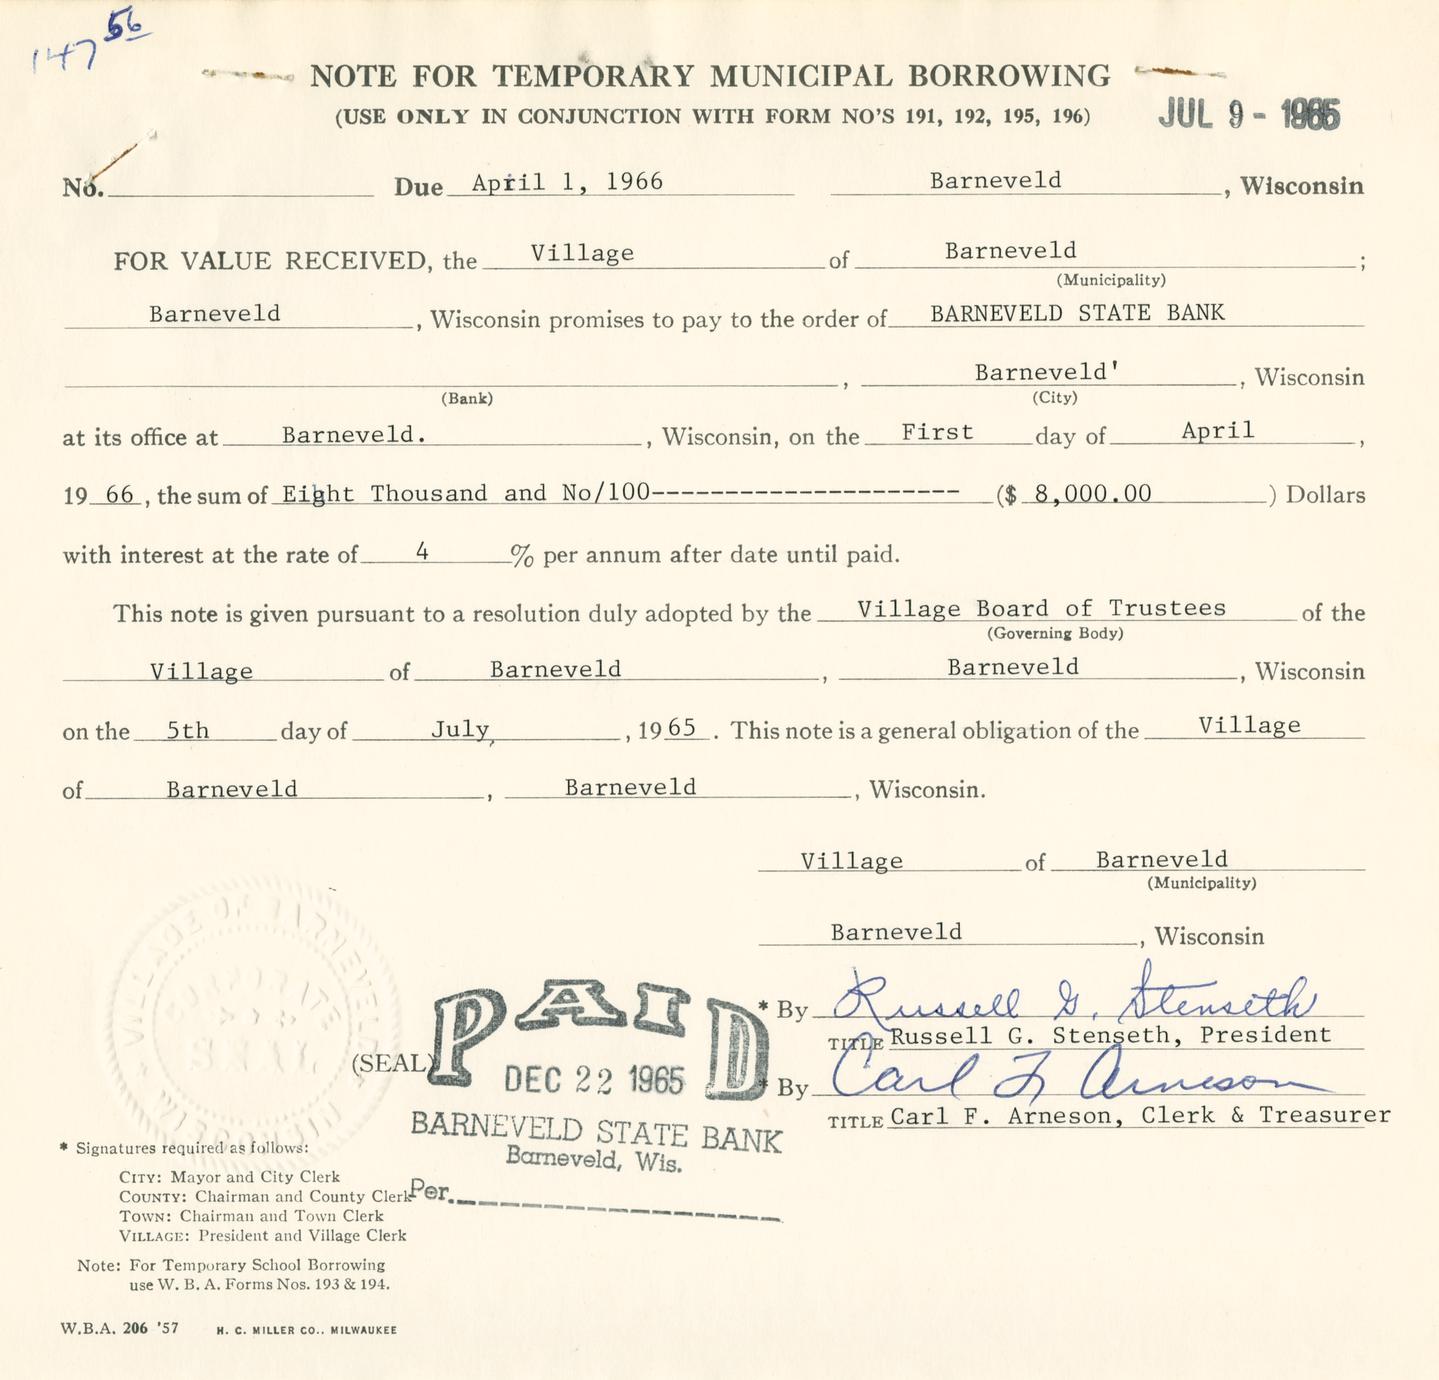 147 56
NOTE FOR TEMPORARY MUNICIPAL BORROWING
(USE ONLY IN CONJUNCTION WITH FORM NO'S 191, 192, 195, 196)
JUL 9 - 1965
No. Due April 1, 1966 Barneveld, Wisconsin
FOR VALUE RECEIVED, the Village of Barneveld ;
(Municipality)
Barneveld, Wisconsin promises to pay to the order of BARNEVELD STATE BANK
, Barneveld', Wisconsin
(Bank) (City)
at its office at Barneveld. , Wisconsin, on the First day of April ,
19 66, the sum of Eight Thousand and No/100---------------------- ($ 8,000.00 ) Dollars
with interest at the rate of 4 % per annum after date until paid.
This note is given pursuant to a resolution duly adopted by the Village Board of Trustees of the
(Governing Body)
Village of Barneveld , Barneveld , Wisconsin
on the 5th day of July, , 19 65 . This note is a general obligation of the Village
of Barneveld , Barneveld , Wisconsin.
Village of Barneveld
(Municipality)
Barneveld , Wisconsin
* By Russell G. Stenseth
TITLE Russell G. Stenseth, President
* By Carl F. Arneson
TITLE Carl F. Arneson, Clerk & Treasurer
VILLAGE OF BARNEVELD
CORPORATE
SEAL
WISCONSIN
(SEAL)
PAID
DEC 22 1965
BARNEVELD STATE BANK
Barneveld, Wis.
Per.
* Signatures required as follows:
CITY: Mayor and City Clerk
COUNTY: Chairman and County Clerk
TOWN: Chairman and Town Clerk
VILLAGE: President and Village Clerk
Note: For Temporary School Borrowing
use W. B. A. Forms Nos. 193 & 194.
W.B.A. 206 '57 H. C. MILLER CO., MILWAUKEE